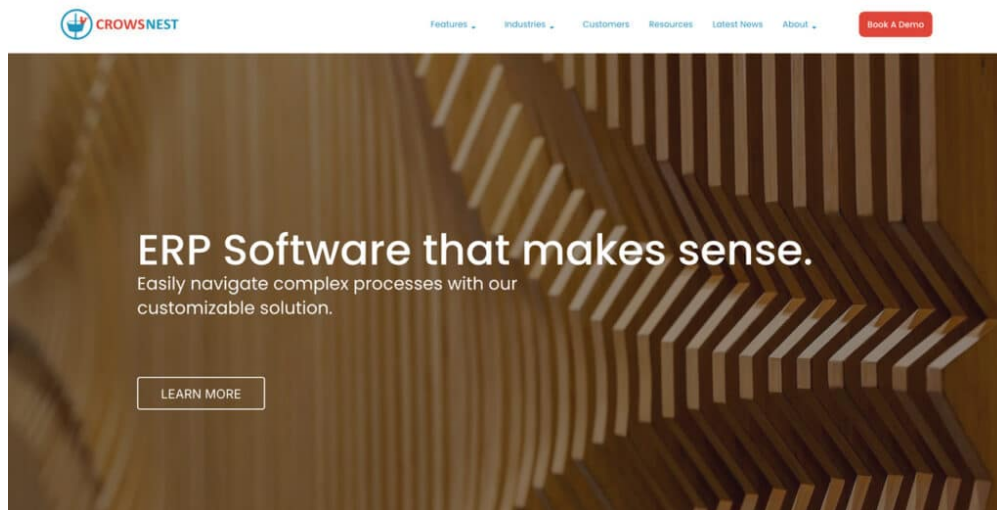 CROWSNEST
Features
Industries
Customers
Resources
Latest News
About
Book A Demo
ERP Software that makes sense.
Easily navigate complex processes with our
customizable solution.
LEARN MORE